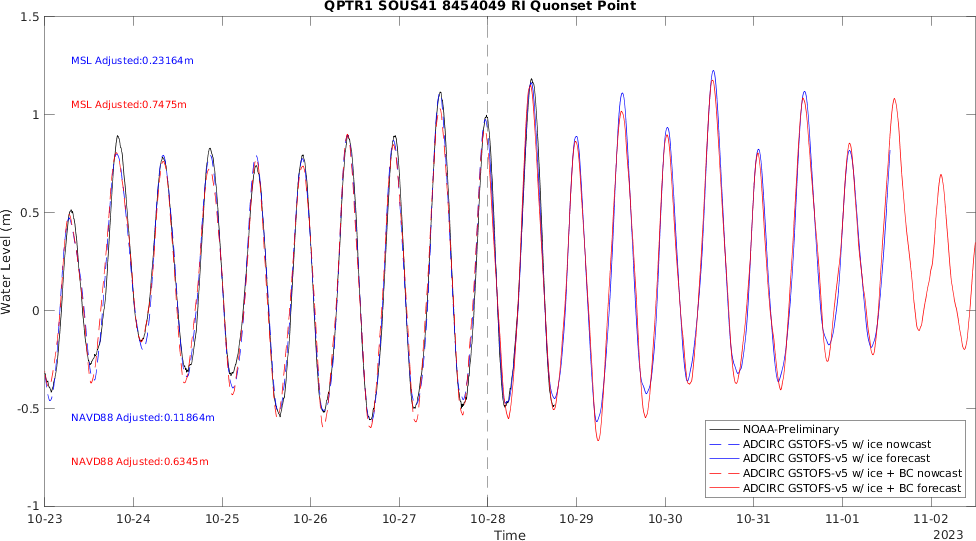 QPTR1 SOUS41 8454049 RI Quonset Point
1.5
MSL Adjusted:0.23164m
MSL Adjusted:0.7475m
1
0.5
Water Level (m)
0
-0.5
NAVD88 Adjusted:0.11864m
NAVD88 Adjusted:0.6345m
NOAA-Preliminary
ADCIRC GSTOFS-v5 w/ ice nowcast
ADCIRC GSTOFS-v5 w/ ice forecast
ADCIRC GSTOFS-v5 w/ ice + BC nowcast
ADCIRC GSTOFS-v5 w/ ice + BC forecast
-1
10-23 10-24 10-25 10-26 10-27 10-28 10-29 10-30 10-31 11-01 11-02
Time
2023